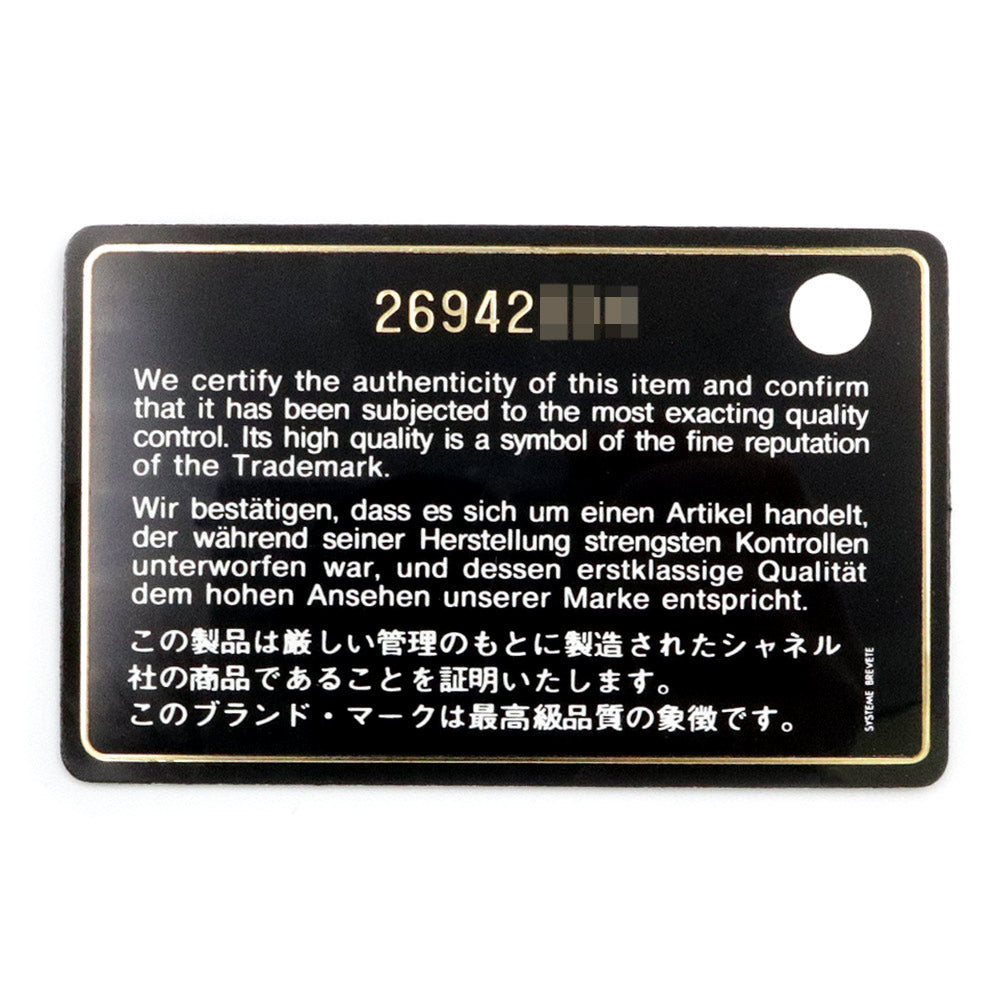 26942
We certify the authenticity of this item and confirm
that it has been subjected to the most exacting quality
control. Its high quality is a symbol of the fine reputation
of the Trademark.
Wir bestätigen, dass es sich um einen Artikel handelt,
der während seiner Herstellung strengsten Kontrollen
unterworfen war, und dessen erstklassige Qualität
dem hohen Ansehen unserer Marke entspricht.
この製品は厳しい管理のもとに製造されたシャネル
社の商品であることを証明いたします。
このブランド・マークは最高級品質の象徴です。
SYSTEME BREVETE